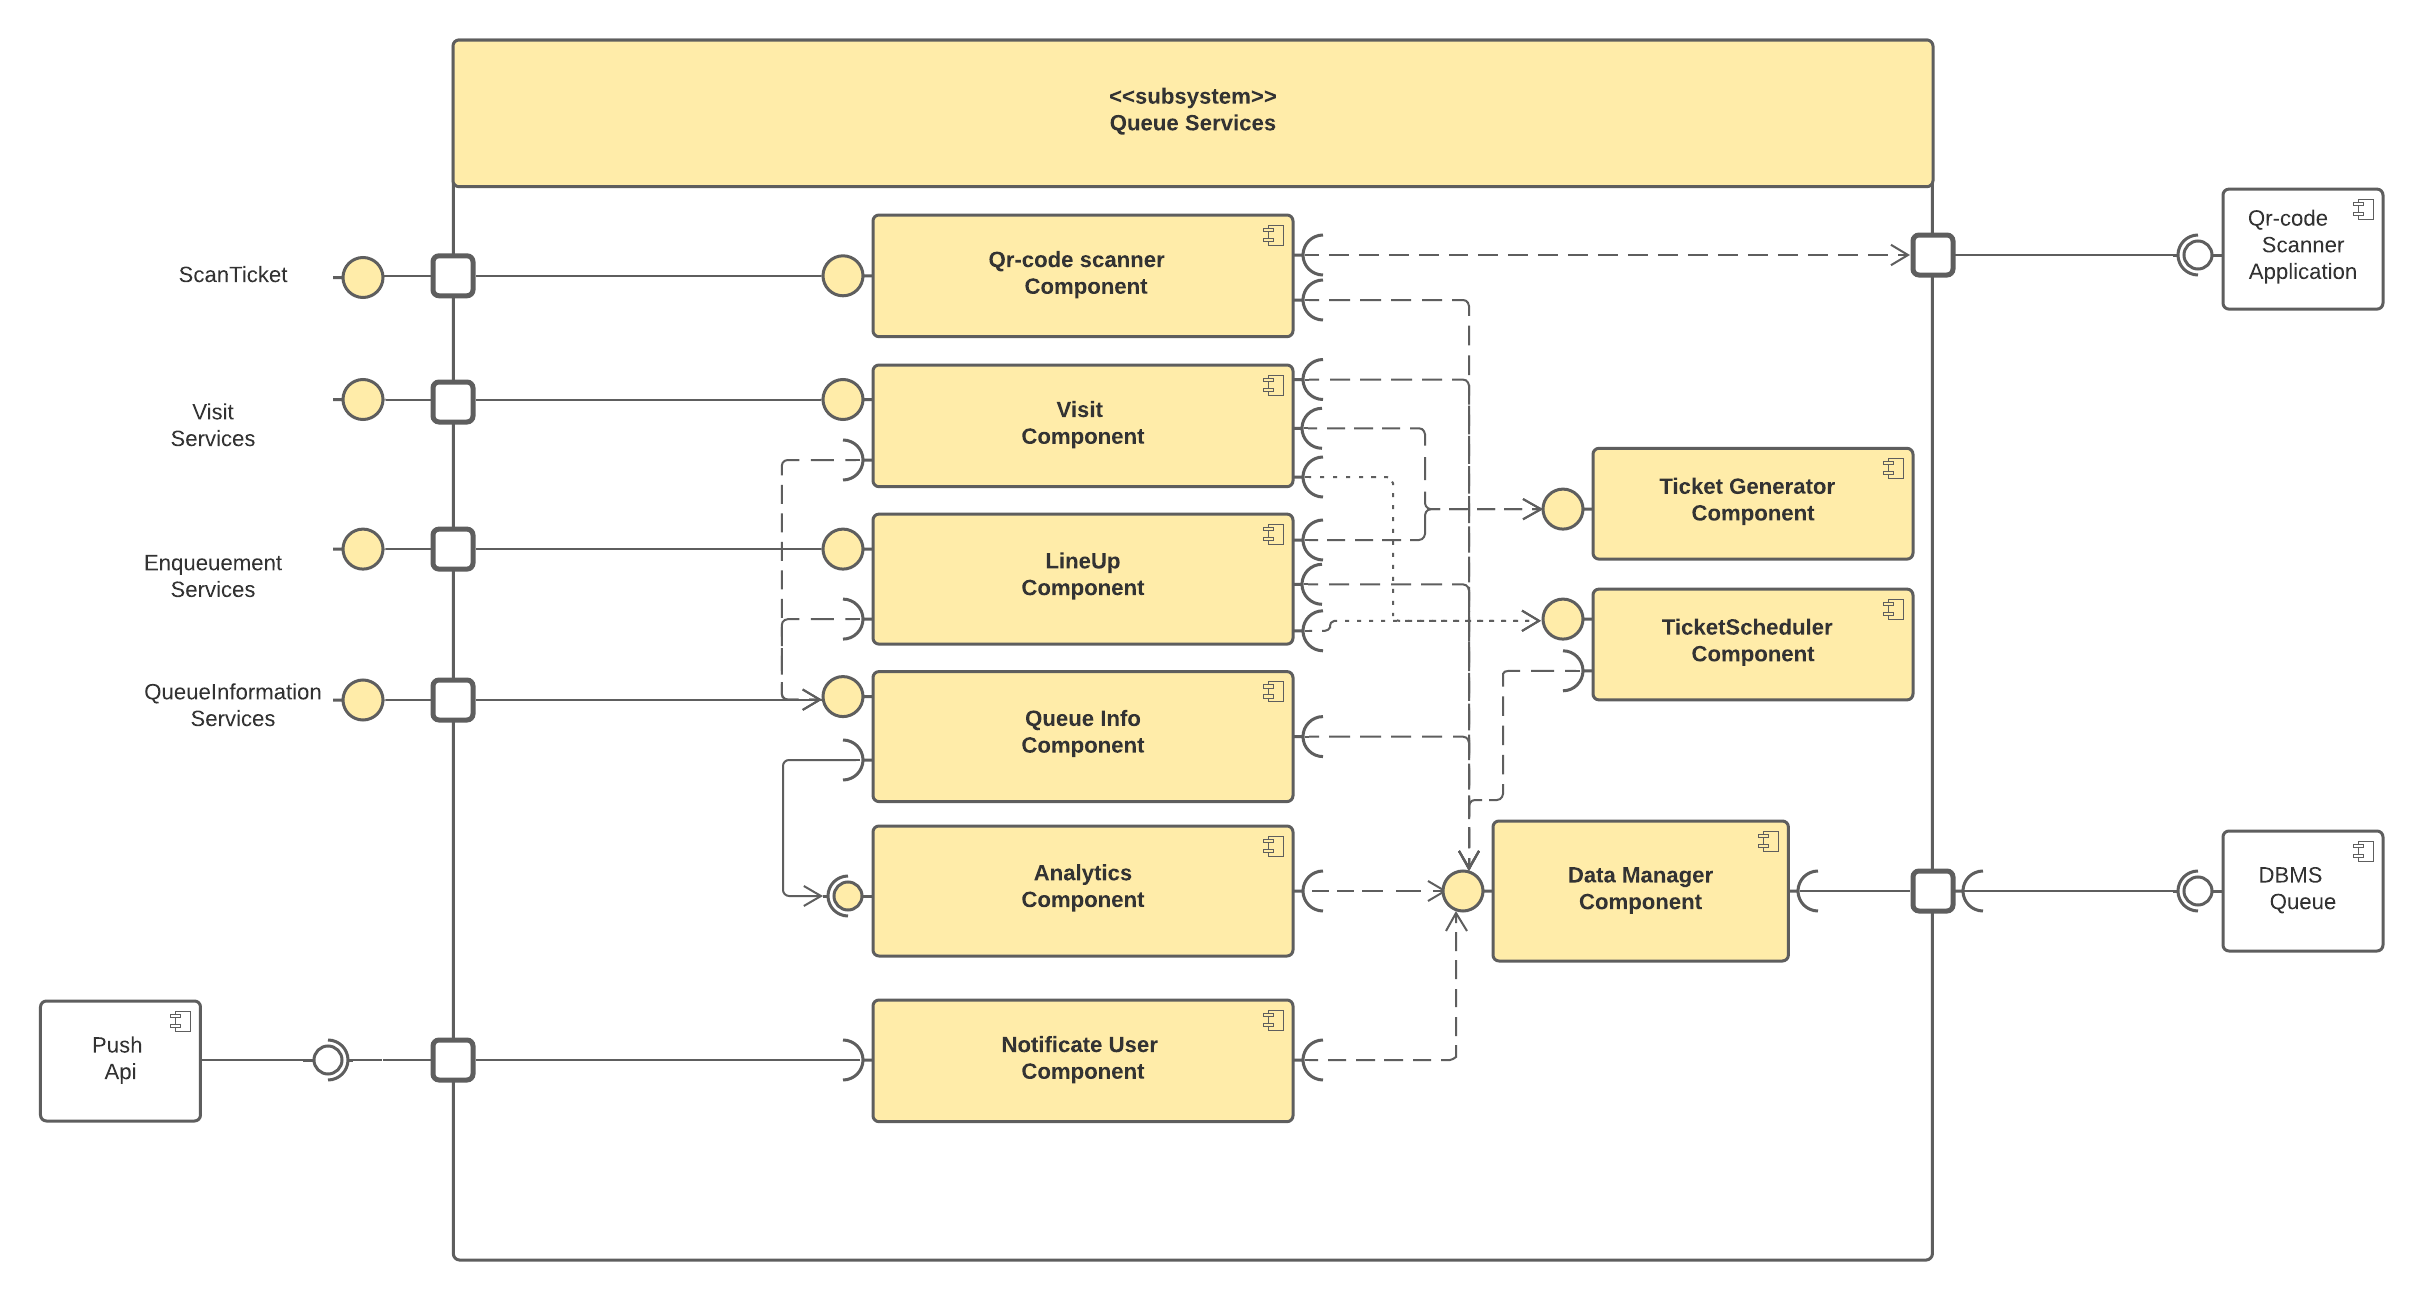 <<subsystem>>
Queue Services
ScanTicket
Qr-code scanner
Component
Qr-code
Scanner
Application
Visit
Services
Visit
Component
Ticket Generator
Component
Enqueuement
Services
LineUp
Component
TicketScheduler
Component
QueueInformation
Services
Queue Info
Component
Analytics
Component
Data Manager
Component
DBMS
Queue
Push
Api
Notificate User
Component